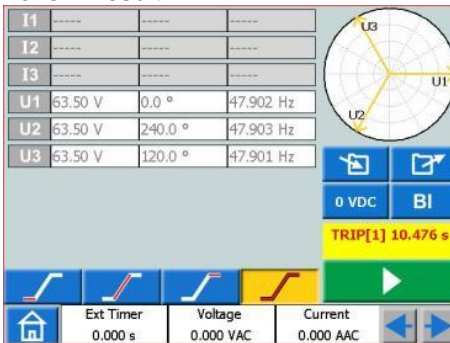 I1 ----- ----- -----
I2 ----- ----- -----
I3 ----- ----- -----
U1 63.50 V 0.0 ° 47.902 Hz
U2 63.50 V 240.0 ° 47.903 Hz
U3 63.50 V 120.0 ° 47.901 Hz
U3
U1
U2
0 VDC BI
TRIP[1] 10.476 s
Ext Timer Voltage Current
0.000 s 0.000 VAC 0.000 AAC